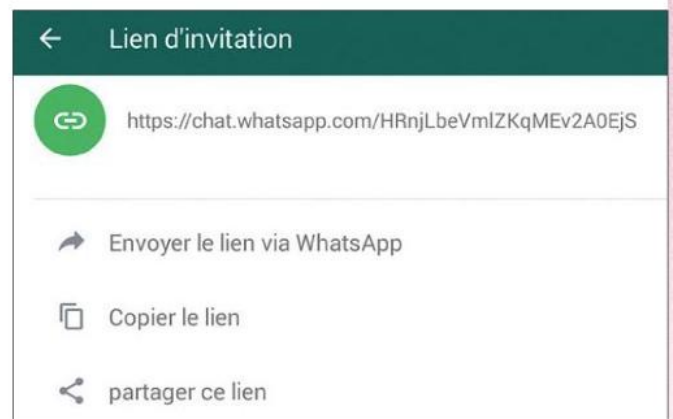 Lien d'invitation
https://chat.whatsapp.com/HRnjLbeVmlZKqMEv2A0EjS
Envoyer le lien via WhatsApp
Copier le lien
partager ce lien